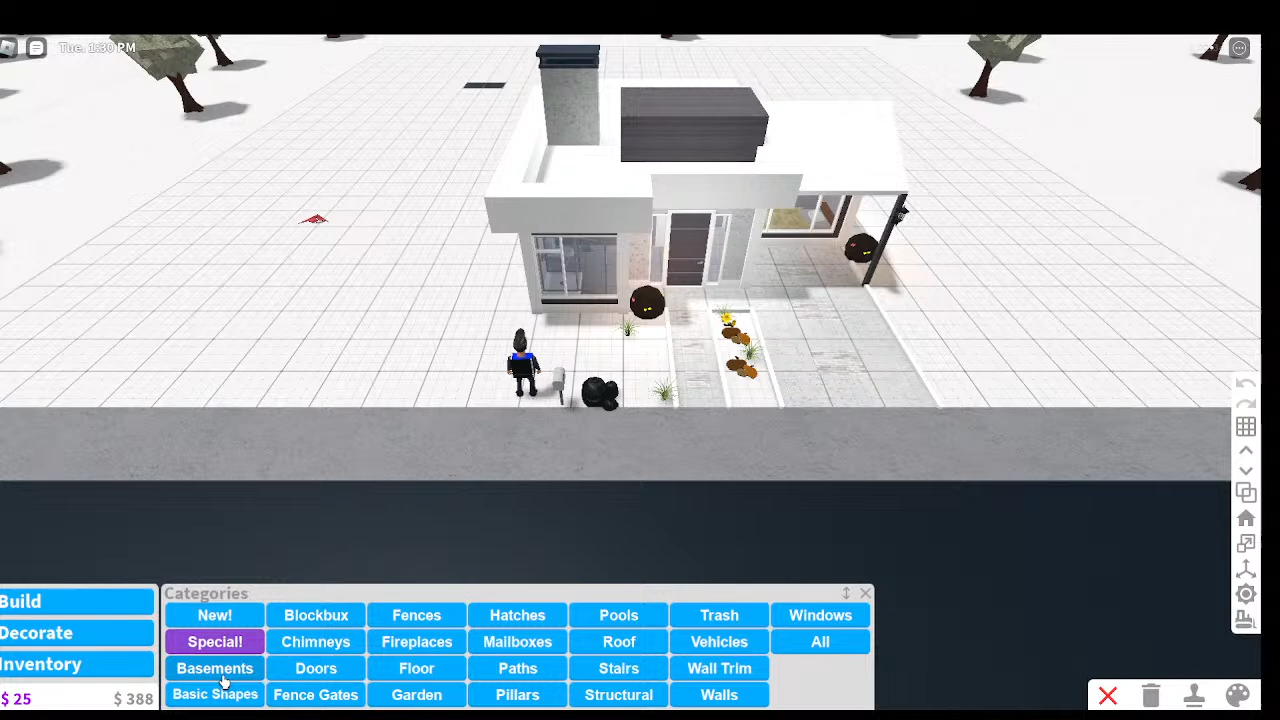 Tue. 1:30 PM
Build
Decorate
Inventory
$ 25 $ 388
Categories
New! Blockbux Fences Hatches Pools Trash Windows
Special! Chimneys Fireplaces Mailboxes Roof Vehicles All
Basements Doors Floor Paths Stairs Wall Trim
Basic Shapes Fence Gates Garden Pillars Structural Walls